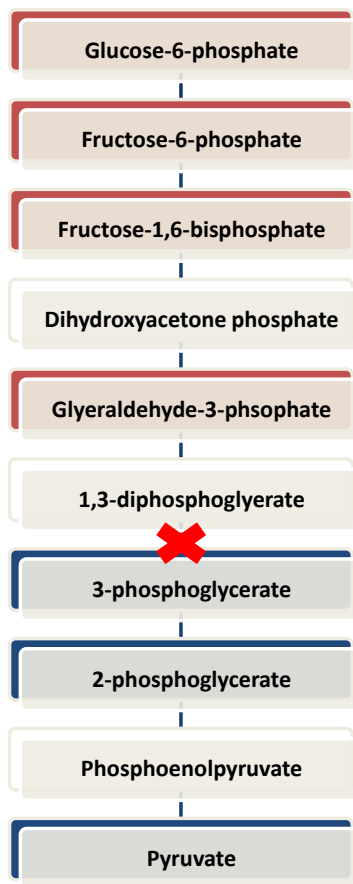 Glucose-6-phosphate
Fructose-6-phosphate
Fructose-1,6-bisphosphate
Dihydroxyacetone phosphate
Glyeraldehyde-3-phsophate
1,3-diphosphoglyerate
3-phosphoglycerate
2-phosphoglycerate
Phosphoenolpyruvate
Pyruvate